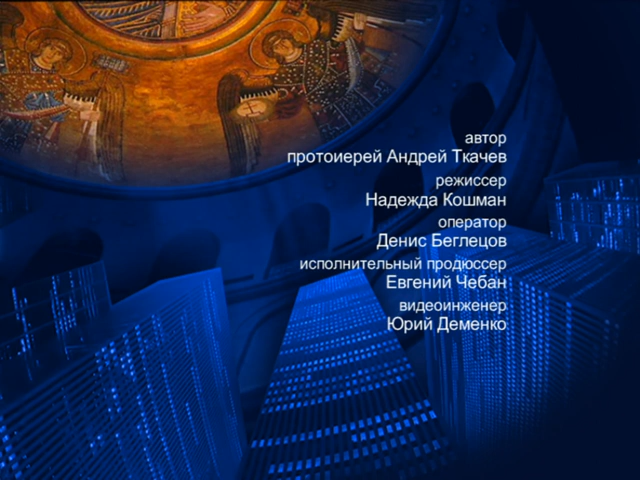 автор
протоиерей Андрей Ткачев
режиссер
Надежда Кошман
оператор
Денис Беглецов
исполнительный продюссер
Евгений Чебан
видеоинженер
Юрий Деменко